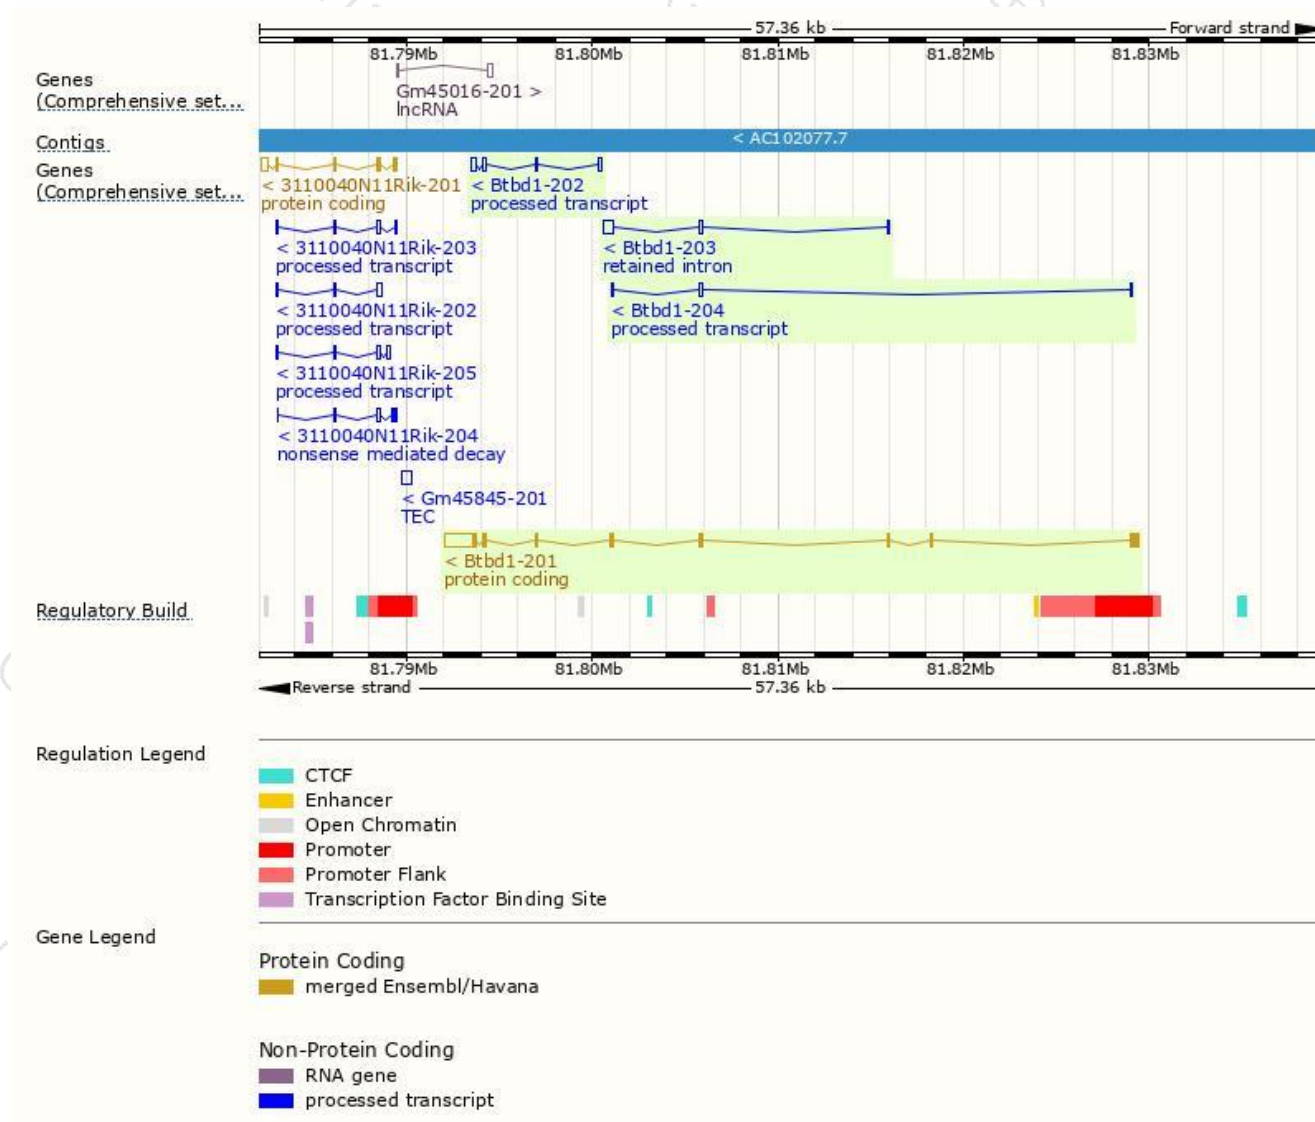 57.36 kb Forward strand
81.79Mb 81.80Mb 81.81Mb 81.82Mb 81.83Mb
Genes
(Comprehensive set...
Gm45016-201 >
lncRNA
Contigs
< AC102077.7
Genes
(Comprehensive set...
< 3110040N11Rik-201
protein coding
< Btbd1-202
processed transcript
< 3110040N11Rik-203
processed transcript
< Btbd1-203
retained intron
< 3110040N11Rik-202
processed transcript
< Btbd1-204
processed transcript
< 3110040N11Rik-205
processed transcript
< 3110040N11Rik-204
nonsense mediated decay
< Gm45845-201
TEC
< Btbd1-201
protein coding
Regulatory Build
81.79Mb 81.80Mb 81.81Mb 81.82Mb 81.83Mb
Reverse strand 57.36 kb
Regulation Legend
CTCF
Enhancer
Open Chromatin
Promoter
Promoter Flank
Transcription Factor Binding Site
Gene Legend
Protein Coding
merged Ensembl/Havana
Non-Protein Coding
RNA gene
processed transcript